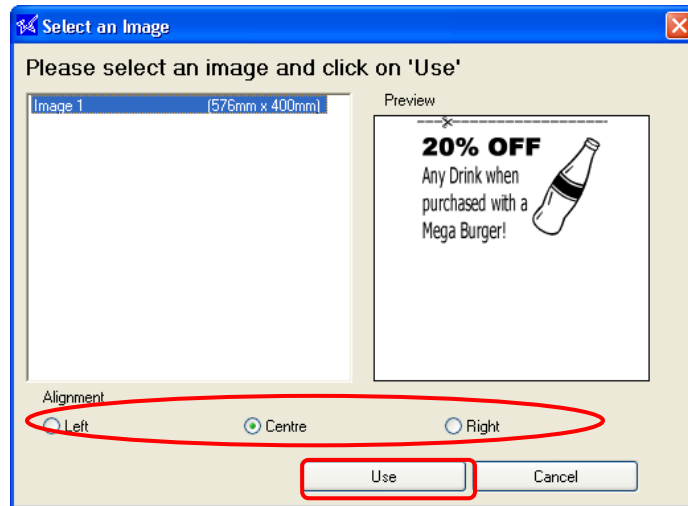 Select an Image
Please select an image and click on 'Use'
Image 1 (576mm x 400mm)
Preview
20% OFF
Any Drink when
purchased with a
Mega Burger!
Alignment
Left Centre Right
Use Cancel